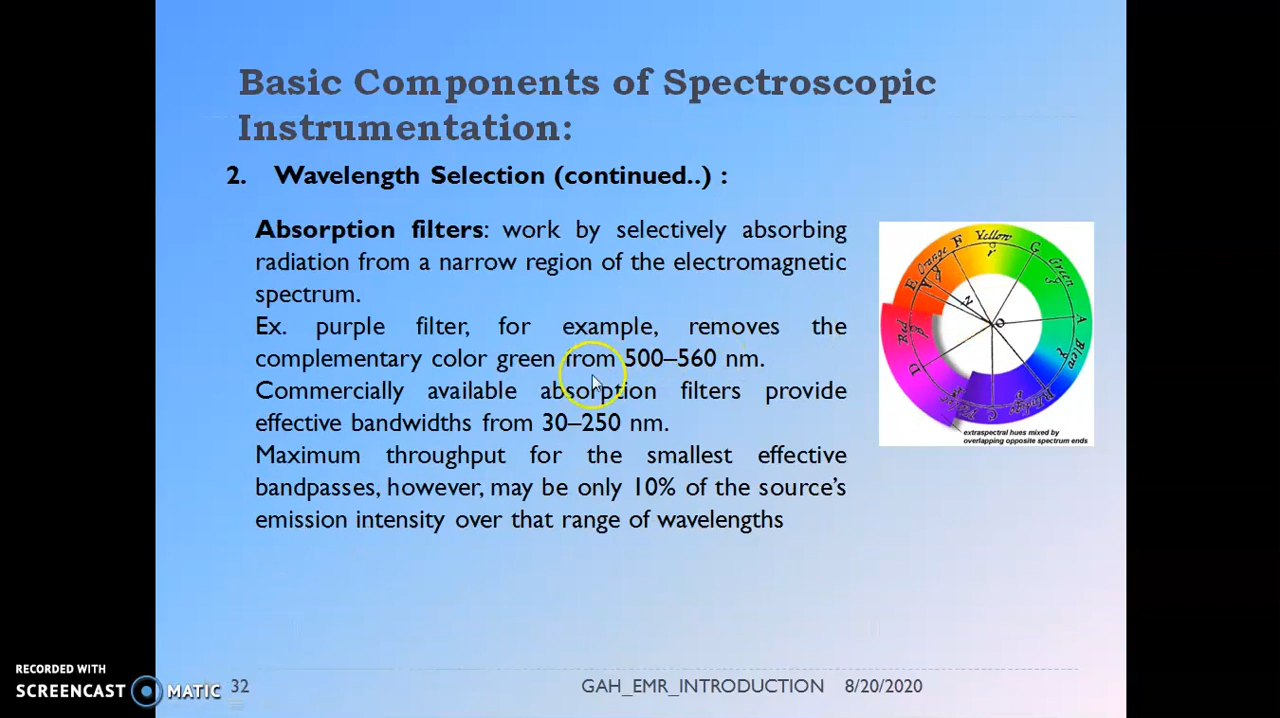 Basic Components of Spectroscopic
Instrumentation:
2. Wavelength Selection (continued..) :
Absorption filters: work by selectively absorbing
radiation from a narrow region of the electromagnetic
spectrum.
Ex. purple filter, for example, removes the
complementary color green from 500–560 nm.
Commercially available absorption filters provide
effective bandwidths from 30–250 nm.
Maximum throughput for the smallest effective
bandpasses, however, may be only 10% of the source's
emission intensity over that range of wavelengths
Yellow
F
G
Orange
Green
E
A
Red
Blew
D
Indigo
C
O
extraspectral hues mixed by
overlapping opposite spectrum ends
RECORDED WITH
SCREENCAST MATIC
32
GAH_EMR_INTRODUCTION 8/20/2020